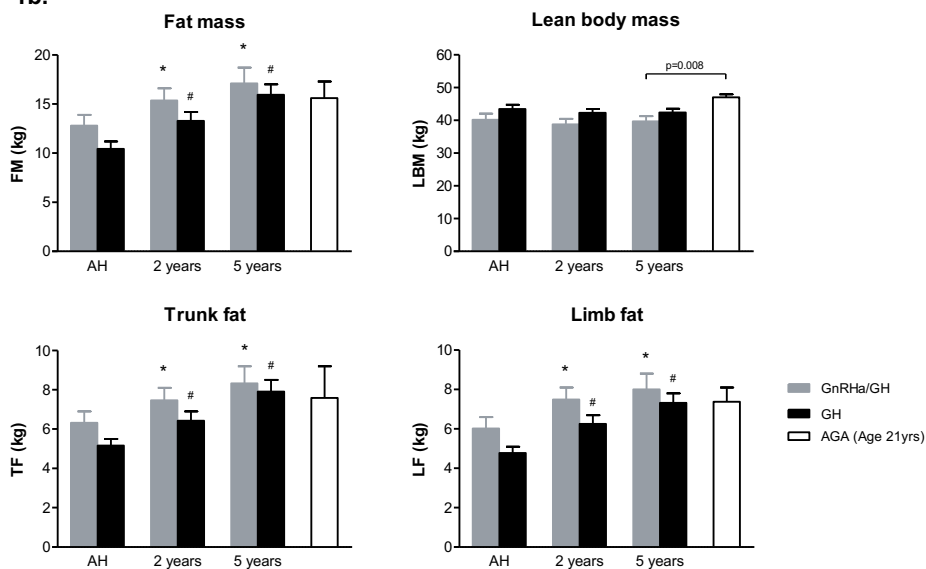 1b.
Fat mass
20
15
10
5
0
FM (kg)
*
#
*
#
AH 2 years 5 years
Lean body mass
60
50
40
30
20
10
0
LBM (kg)
p=0.008
AH 2 years 5 years
Trunk fat
10
8
6
4
2
0
TF (kg)
*
#
*
#
AH 2 years 5 years
Limb fat
10
8
6
4
2
0
LF (kg)
*
#
*
#
AH 2 years 5 years
GnRHa/GH
GH
AGA (Age 21yrs)